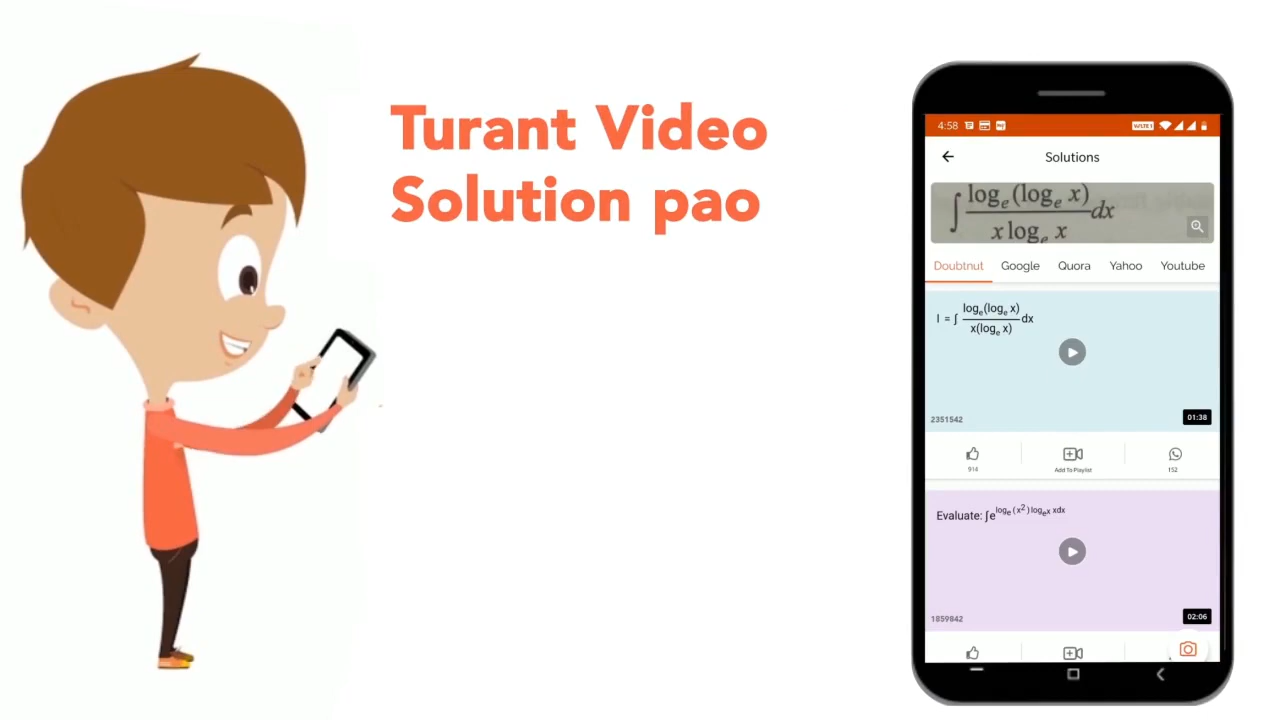 Turant Video
Solution pao
4:58
VoLTE1
Solutions
∫ logₑ(logₑ x) / x logₑ x dx
Doubtnut Google Quora Yahoo Youtube
I = ∫ logₑ(logₑ x) / x(logₑ x) dx
2351542 01:38
914 Add To Playlist 152
Evaluate: ∫e^logₑ(x²)logₑx xdx
1859842 02:06